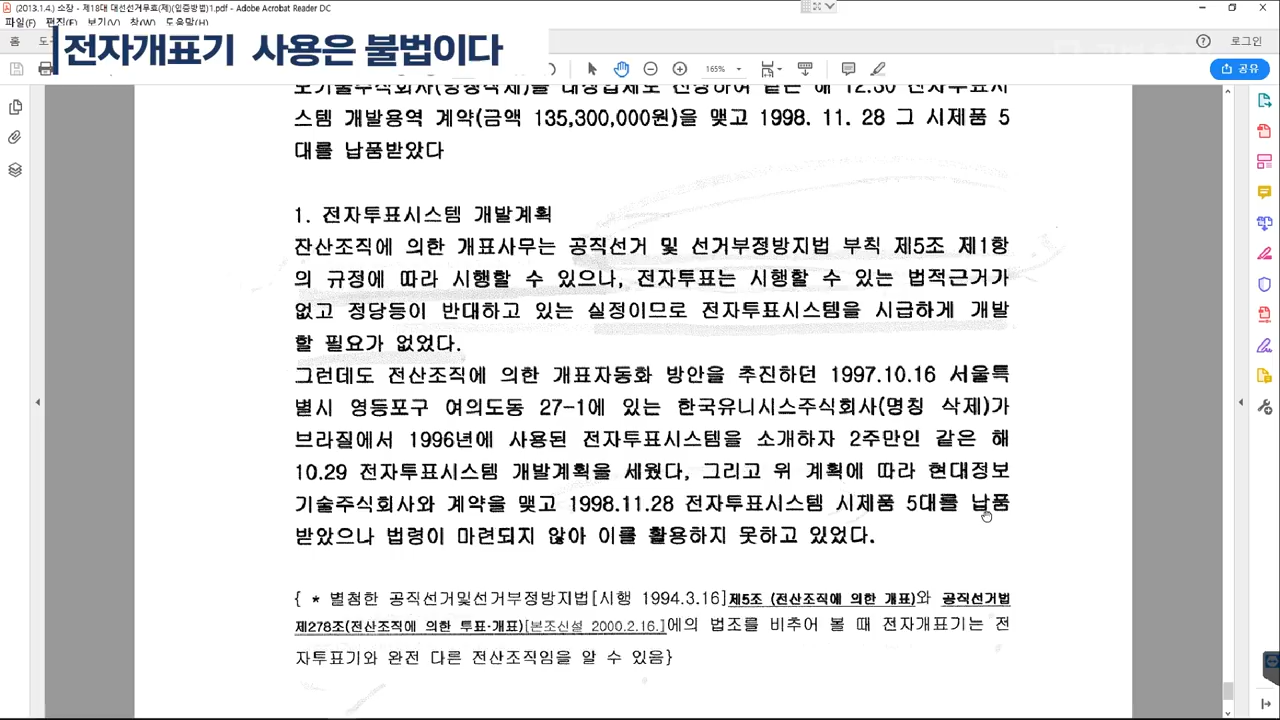 (2013.1.4.) 소장 - 제18대 대선선거무효(제)(입증방법)1.pdf - Adobe Acrobat Reader DC
파일(F) 편집(E) 보기(V) 창(W) 도움말(H)
홈
로그인
전자개표기 사용은 불법이다
165%
공유
스템 개발용역 계약(금액 135,300,000원)을 맺고 1998. 11. 28 그 시제품 5
대를 납품받았다
1. 전자투표시스템 개발계획
잔산조직에 의한 개표사무는 공직선거 및 선거부정방지법 부칙 제5조 제1항
의 규정에 따라 시행할 수 있으나, 전자투표는 시행할 수 있는 법적근거가
없고 정당등이 반대하고 있는 실정이므로 전자투표시스템을 시급하게 개발
할 필요가 없었다.
그런데도 전산조직에 의한 개표자동화 방안을 추진하던 1997.10.16 서울특
별시 영등포구 여의도동 27-1에 있는 한국유니시스주식회사(명칭 삭제)가
브라질에서 1996년에 사용된 전자투표시스템을 소개하자 2주만인 같은 해
10.29 전자투표시스템 개발계획을 세웠다, 그리고 위 계획에 따라 현대정보
기술주식회사와 계약을 맺고 1998.11.28 전자투표시스템 시제품 5대를 납품
받았으나 법령이 마련되지 않아 이를 활용하지 못하고 있었다.
{ * 별첨한 공직선거및선거부정방지법[시행 1994.3.16]제5조 (전산조직에 의한 개표)와 공직선거법
제278조(전산조직에 의한 투표·개표)[본조신설 2000.2.16.]에의 법조를 비추어 볼 때 전자개표기는 전
자투표기와 완전 다른 전산조직임을 알 수 있음}